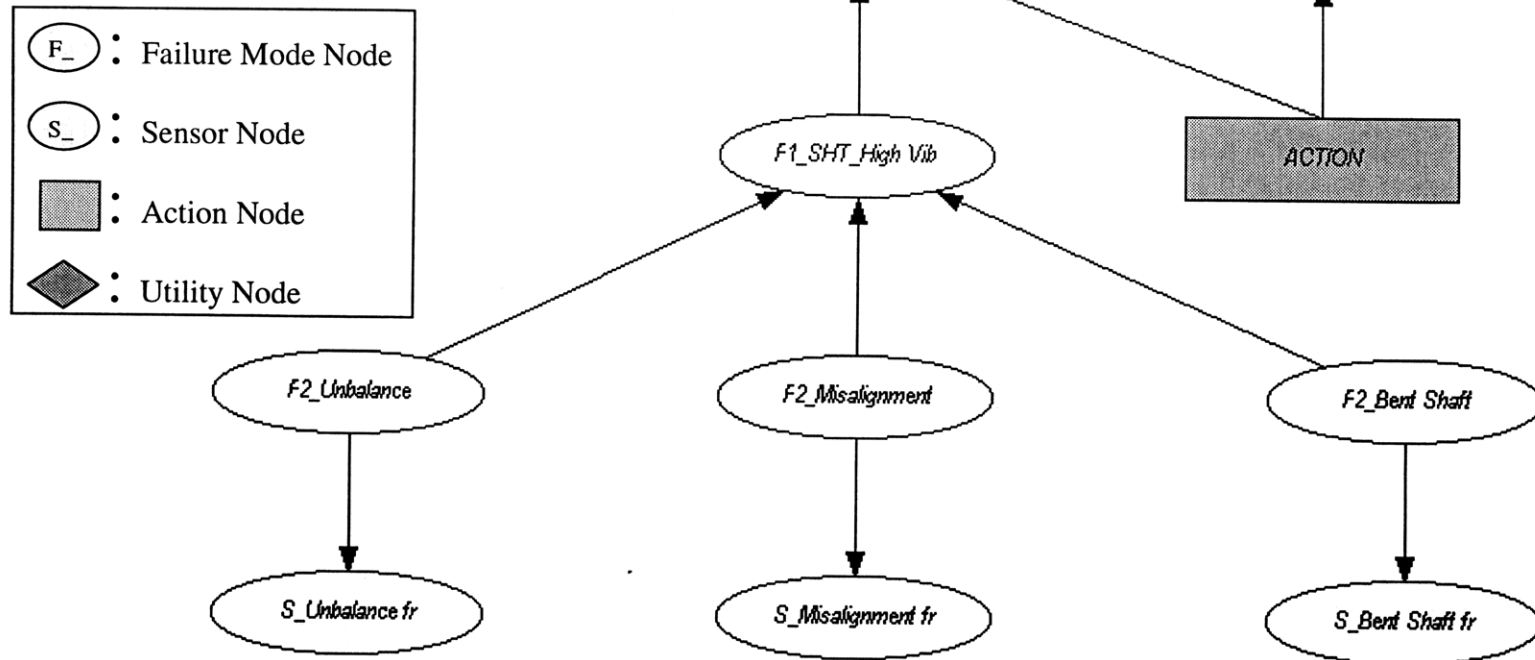 F_ : Failure Mode Node
S_ : Sensor Node
: Action Node
: Utility Node
F1_SHT_High Vib
ACTION
F2_Unbalance
F2_Misalignment
F2_Bent Shaft
S_Unbalance fr
S_Misalignment fr
S_Bent Shaft fr